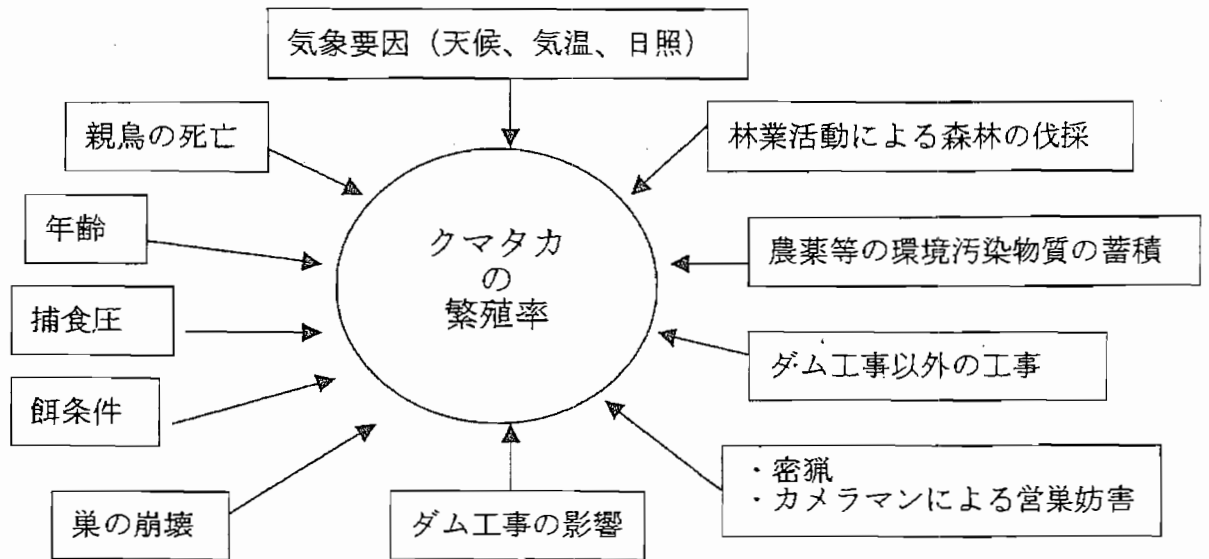 気象要因（天候、気温、日照）
親鳥の死亡
林業活動による森林の伐採
年齢
クマタカ
の
繁殖率
農薬等の環境汚染物質の蓄積
捕食圧
ダム工事以外の工事
餌条件
・密猟
・カメラマンによる営巣妨害
巣の崩壊
ダム工事の影響